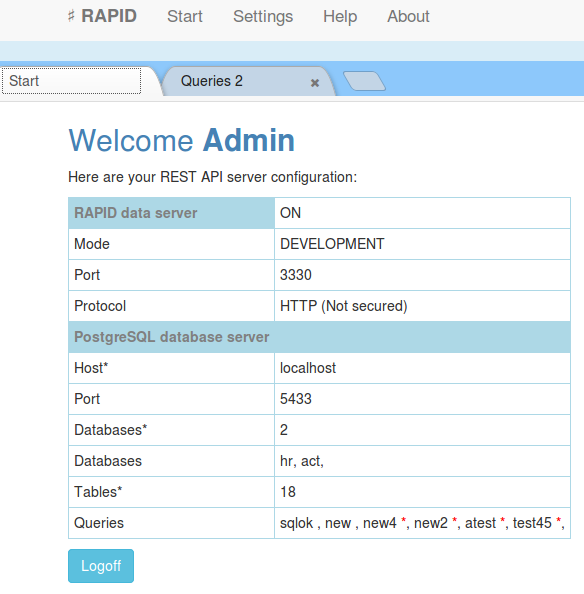 ♯ RAPID Start Settings Help About
Start Queries 2 ×
Welcome Admin
Here are your REST API server configuration:
RAPID data server ON
Mode DEVELOPMENT
Port 3330
Protocol HTTP (Not secured)
PostgreSQL database server
Host* localhost
Port 5433
Databases* 2
Databases hr, act,
Tables* 18
Queries sqlok , new , new4 *, new2 *, atest *, test45 *,
Logoff